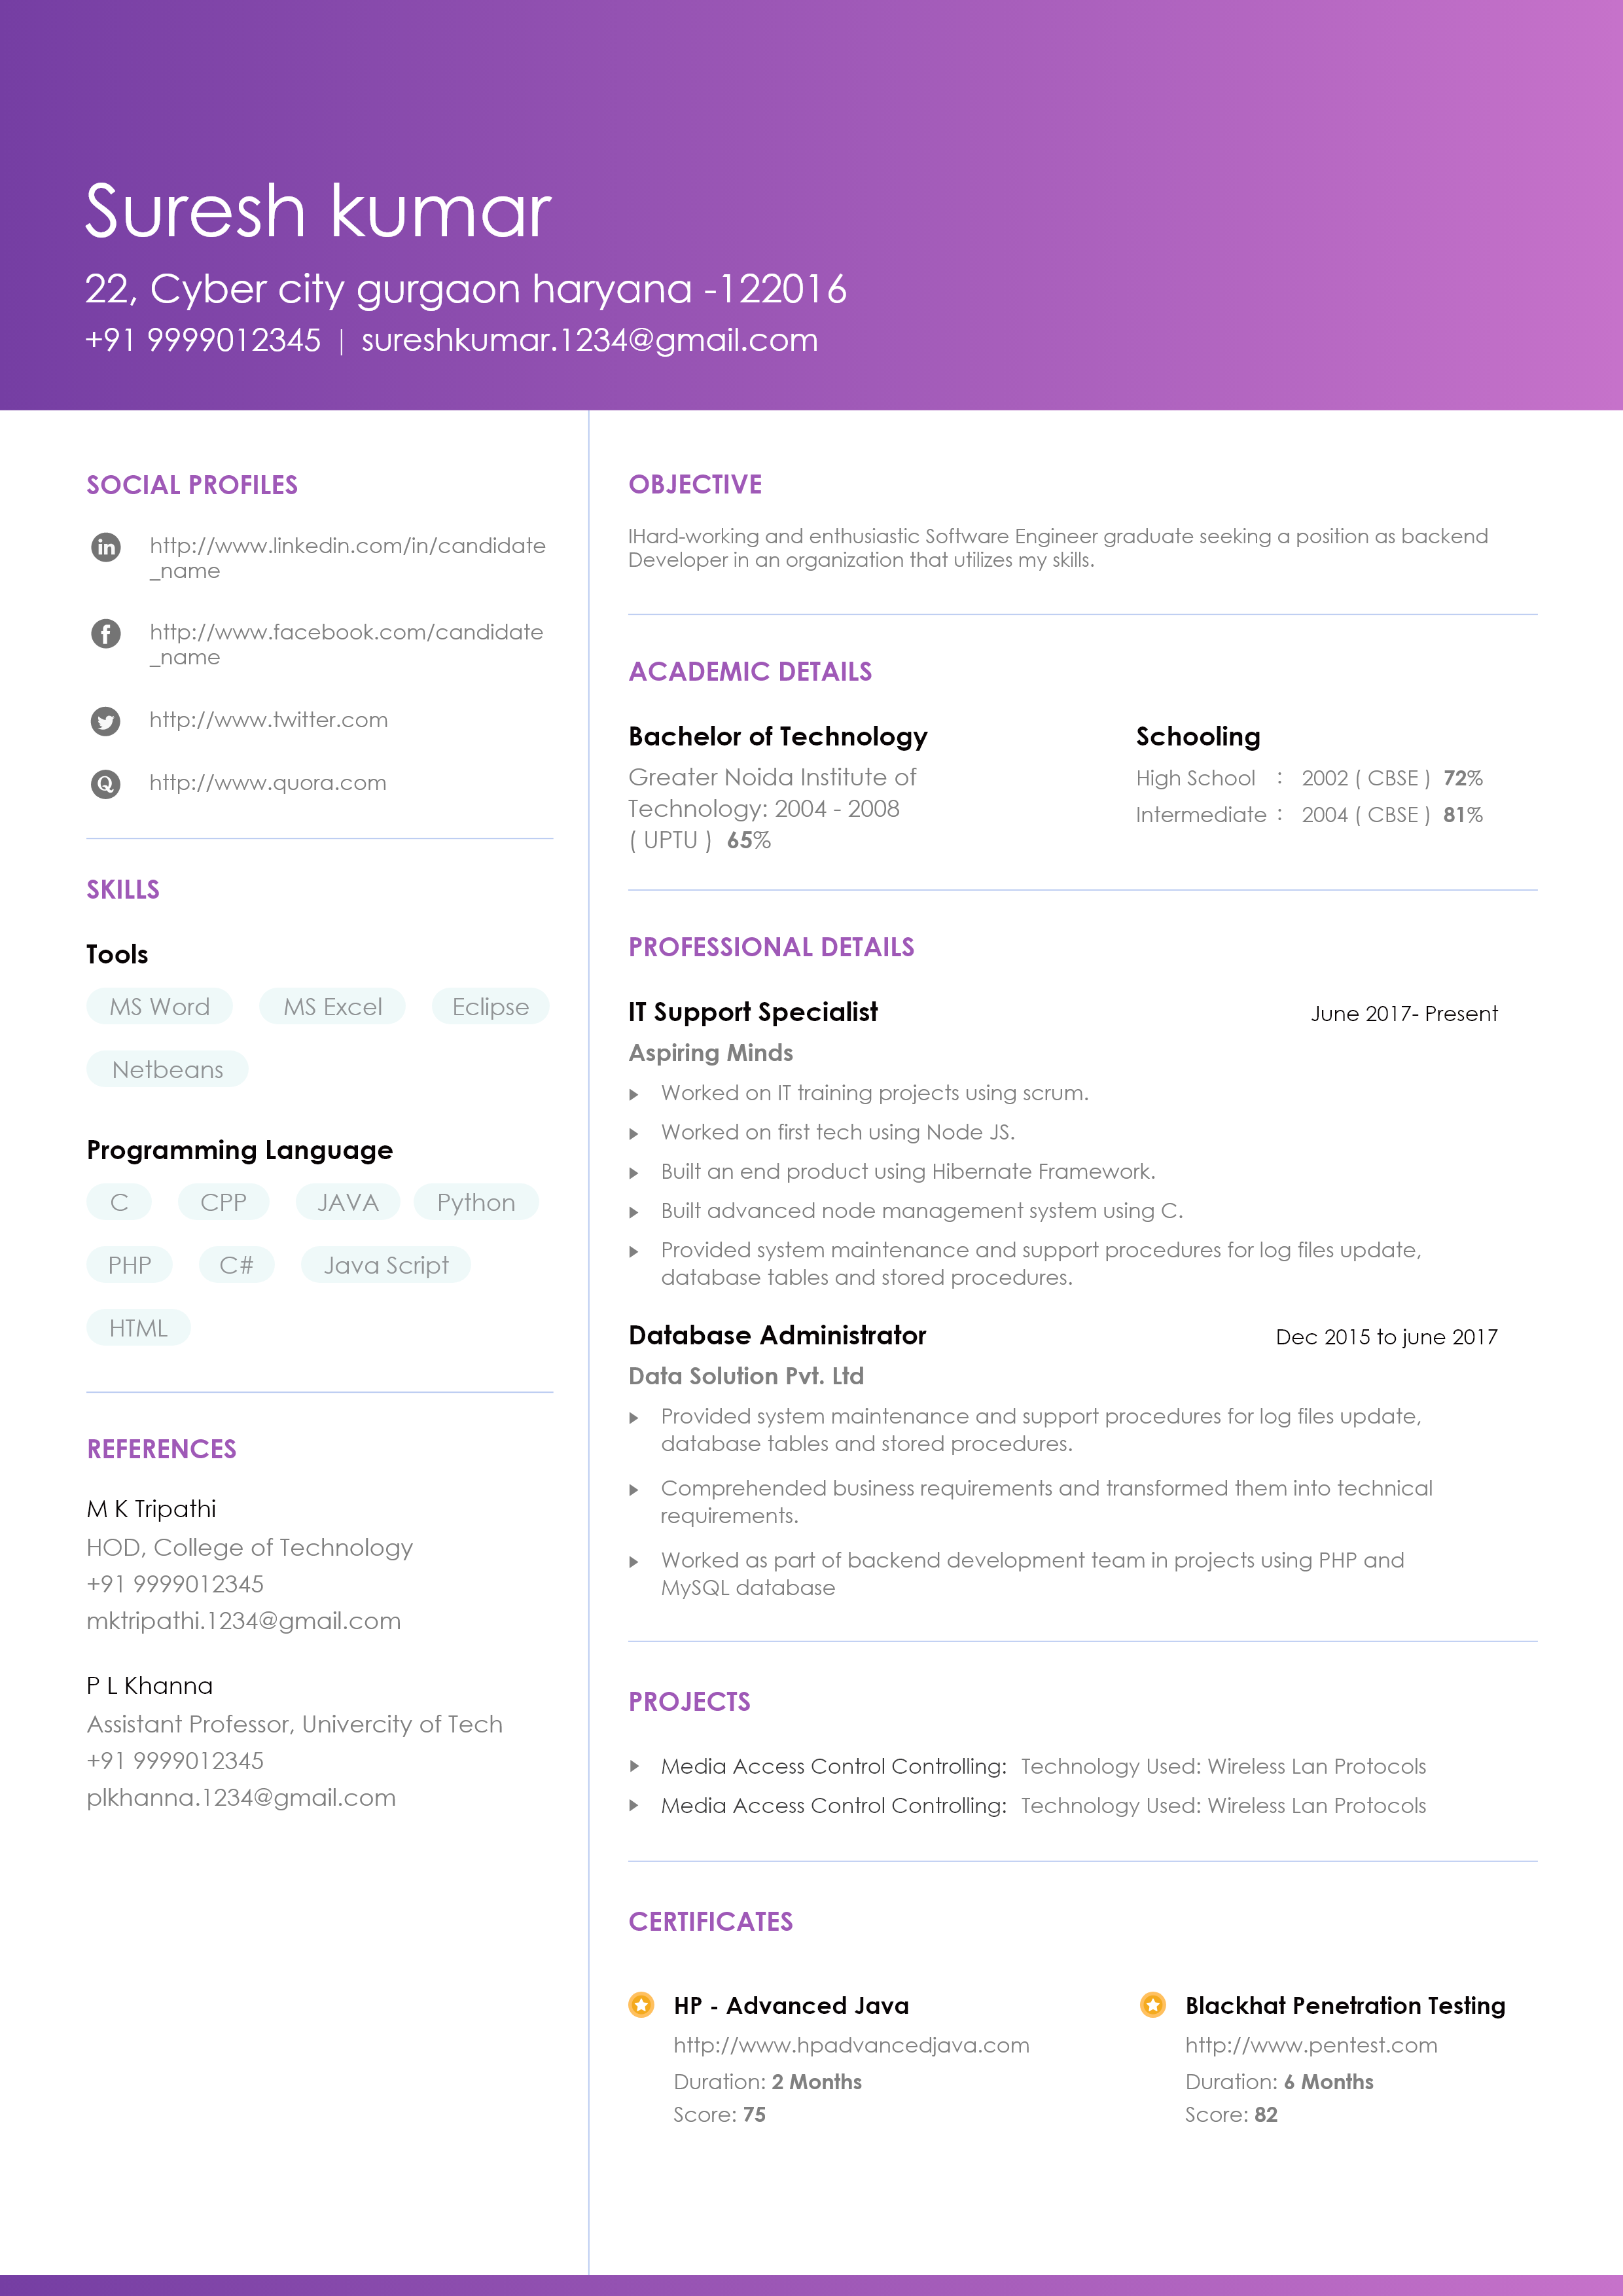 Suresh kumar
22, Cyber city gurgaon haryana -122016
+91 9999012345 | sureshkumar.1234@gmail.com
SOCIAL PROFILES
in
http://www.linkedin.com/in/candidate
_name
f
http://www.facebook.com/candidate
_name
http://www.twitter.com
Q
http://www.quora.com
SKILLS
Tools
MS Word MS Excel Eclipse
Netbeans
Programming Language
C CPP JAVA Python
PHP C# Java Script
HTML
REFERENCES
M K Tripathi
HOD, College of Technology
+91 9999012345
mktripathi.1234@gmail.com
P L Khanna
Assistant Professor, Univercity of Tech
+91 9999012345
plkhanna.1234@gmail.com
OBJECTIVE
IHard-working and enthusiastic Software Engineer graduate seeking a position as backend
Developer in an organization that utilizes my skills.
ACADEMIC DETAILS
Bachelor of Technology
Greater Noida Institute of
Technology: 2004 - 2008
( UPTU ) 65%
Schooling
High School : 2002 ( CBSE ) 72%
Intermediate : 2004 ( CBSE ) 81%
PROFESSIONAL DETAILS
IT Support Specialist June 2017- Present
Aspiring Minds
Worked on IT training projects using scrum.
Worked on first tech using Node JS.
Built an end product using Hibernate Framework.
Built advanced node management system using C.
Provided system maintenance and support procedures for log files update,
database tables and stored procedures.
Database Administrator Dec 2015 to june 2017
Data Solution Pvt. Ltd
Provided system maintenance and support procedures for log files update,
database tables and stored procedures.
Comprehended business requirements and transformed them into technical
requirements.
Worked as part of backend development team in projects using PHP and
MySQL database
PROJECTS
Media Access Control Controlling: Technology Used: Wireless Lan Protocols
Media Access Control Controlling: Technology Used: Wireless Lan Protocols
CERTIFICATES
HP - Advanced Java
http://www.hpadvancedjava.com
Duration: 2 Months
Score: 75
Blackhat Penetration Testing
http://www.pentest.com
Duration: 6 Months
Score: 82